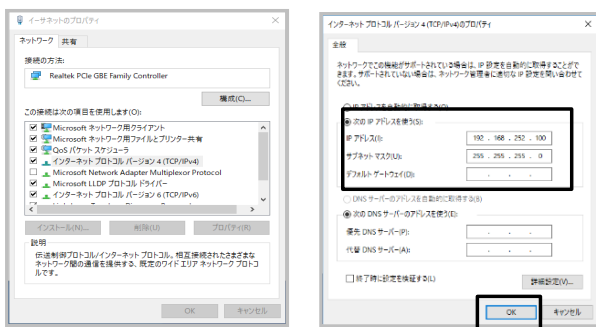 イーサネットのプロパティ
ネットワーク 共有
接続の方法:
Realtek PCIe GBE Family Controller
構成(C)...
この接続は次の項目を使用します(O):
Microsoft ネットワーク用クライアント
Microsoft ネットワーク用ファイルとプリンター共有
QoS パケット スケジューラ
インターネット プロトコル バージョン 4 (TCP/IPv4)
Microsoft Network Adapter Multiplexor Protocol
Microsoft LLDP プロトコル ドライバー
インターネット プロトコル バージョン 6 (TCP/IPv6)
インストール(N)... 削除(U) プロパティ(R)
説明
伝送制御プロトコル/インターネット プロトコル。相互接続されたさまざまな
ネットワーク間の通信を提供する、既定のワイド エリア ネットワーク プロトコ
ルです。
OK キャンセル
インターネット プロトコル バージョン 4 (TCP/IPv4)のプロパティ
全般
ネットワークでこの機能がサポートされている場合は、IP 設定を自動的に取得することがで
きます。サポートされていない場合は、ネットワーク管理者に適切な IP 設定を問い合わせて
ください。
IP アドレスを自動的に取得する(O)
次の IP アドレスを使う(S):
IP アドレス(I): 192 . 168 . 252 . 100
サブネット マスク(U): 255 . 255 . 255 . 0
デフォルト ゲートウェイ(D): . . .
DNS サーバーのアドレスを自動的に取得する(B)
次の DNS サーバーのアドレスを使う(E):
優先 DNS サーバー(P): . . .
代替 DNS サーバー(A): . . .
終了時に設定を検証する(L)
詳細設定(V)...
OK キャンセル